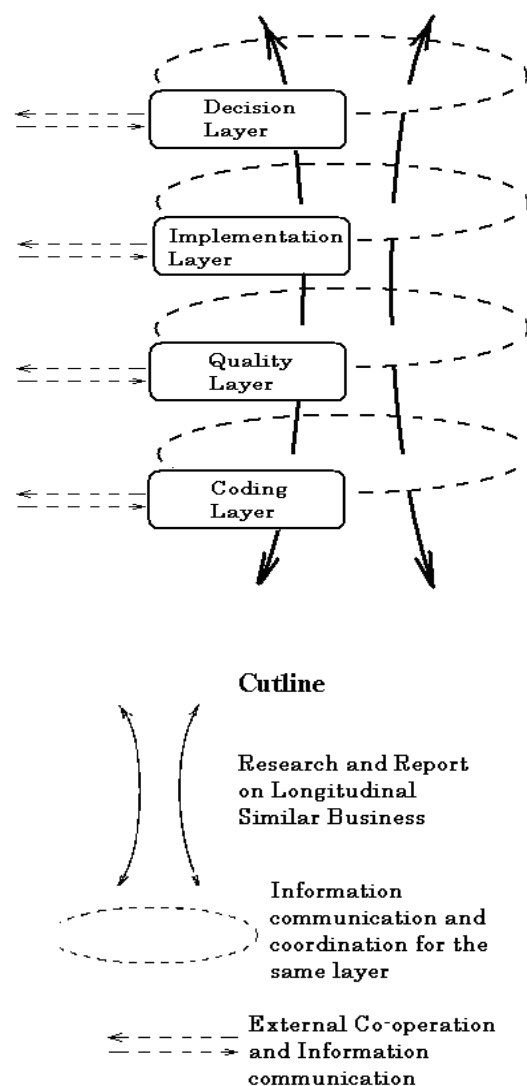 Decision
Layer
Implementation
Layer
Quality
Layer
Coding
Layer
Cutline
Research and Report
on Longitudinal
Similar Business
Information
communication and
coordination for the
same layer
External Co-operation
and Information
communication